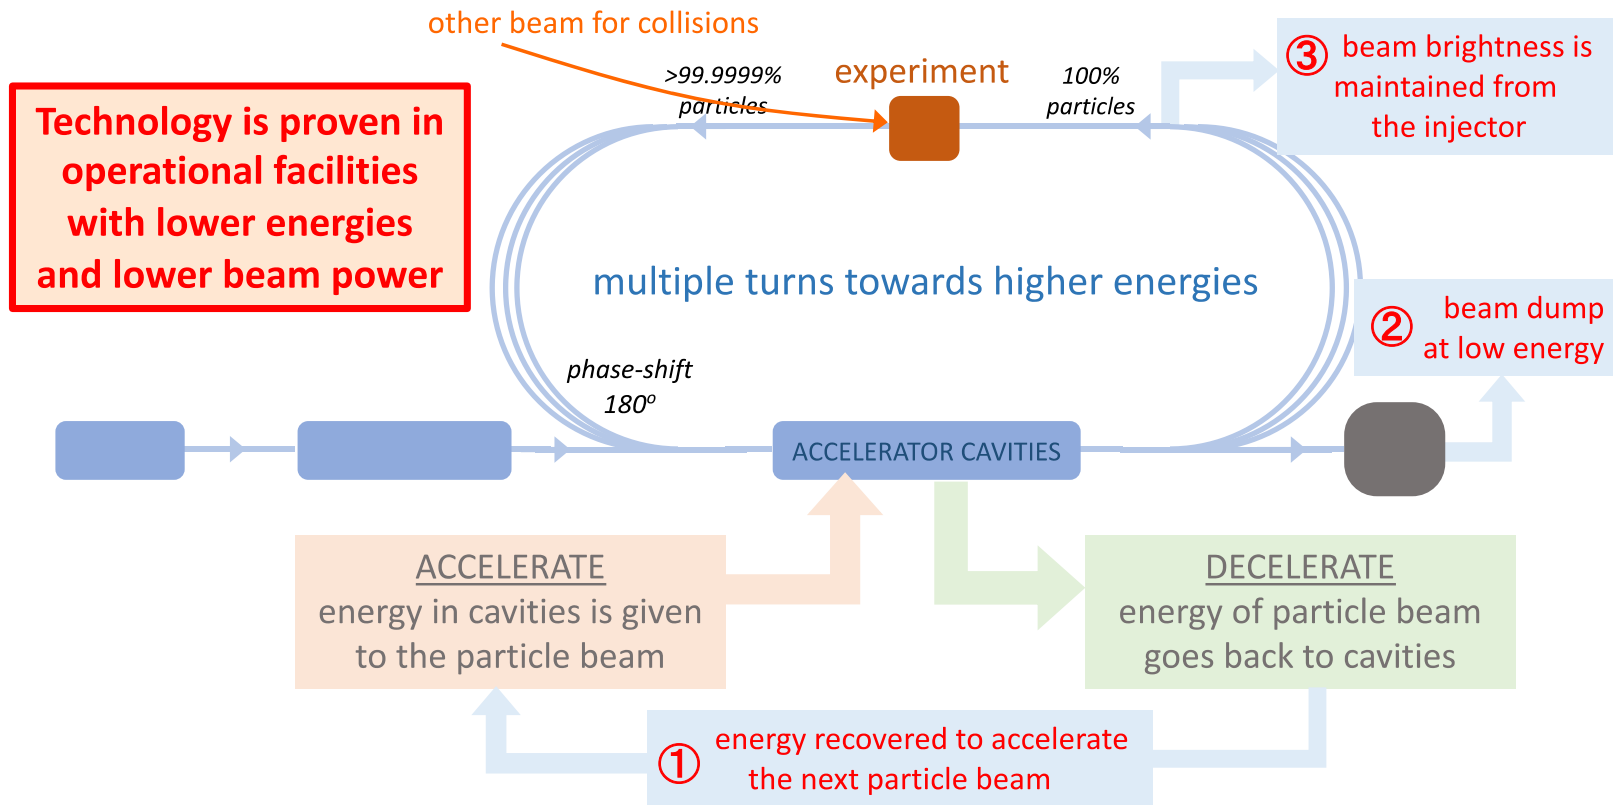 other beam for collisions
>99.9999%
particles
experiment
100%
particles
③ beam brightness is
maintained from
the injector
Technology is proven in
operational facilities
with lower energies
and lower beam power
multiple turns towards higher energies
② beam dump
at low energy
phase-shift
180º
ACCELERATOR CAVITIES
ACCELERATE
energy in cavities is given
to the particle beam
DECELERATE
energy of particle beam
goes back to cavities
① energy recovered to accelerate
the next particle beam